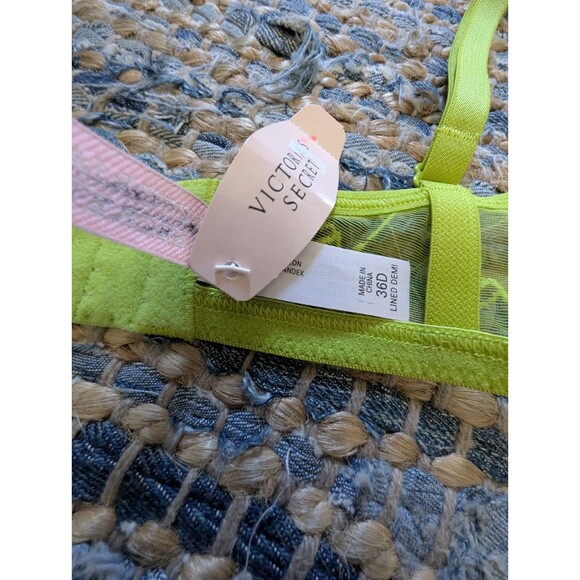 VICTORIA'S
SECRET
MADE IN
CHINA
36D
LINED DEMI